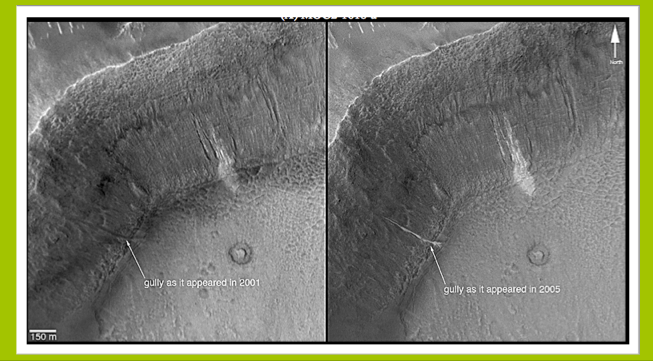 North
gully as it appeared in 2001
gully as it appeared in 2005
150 m